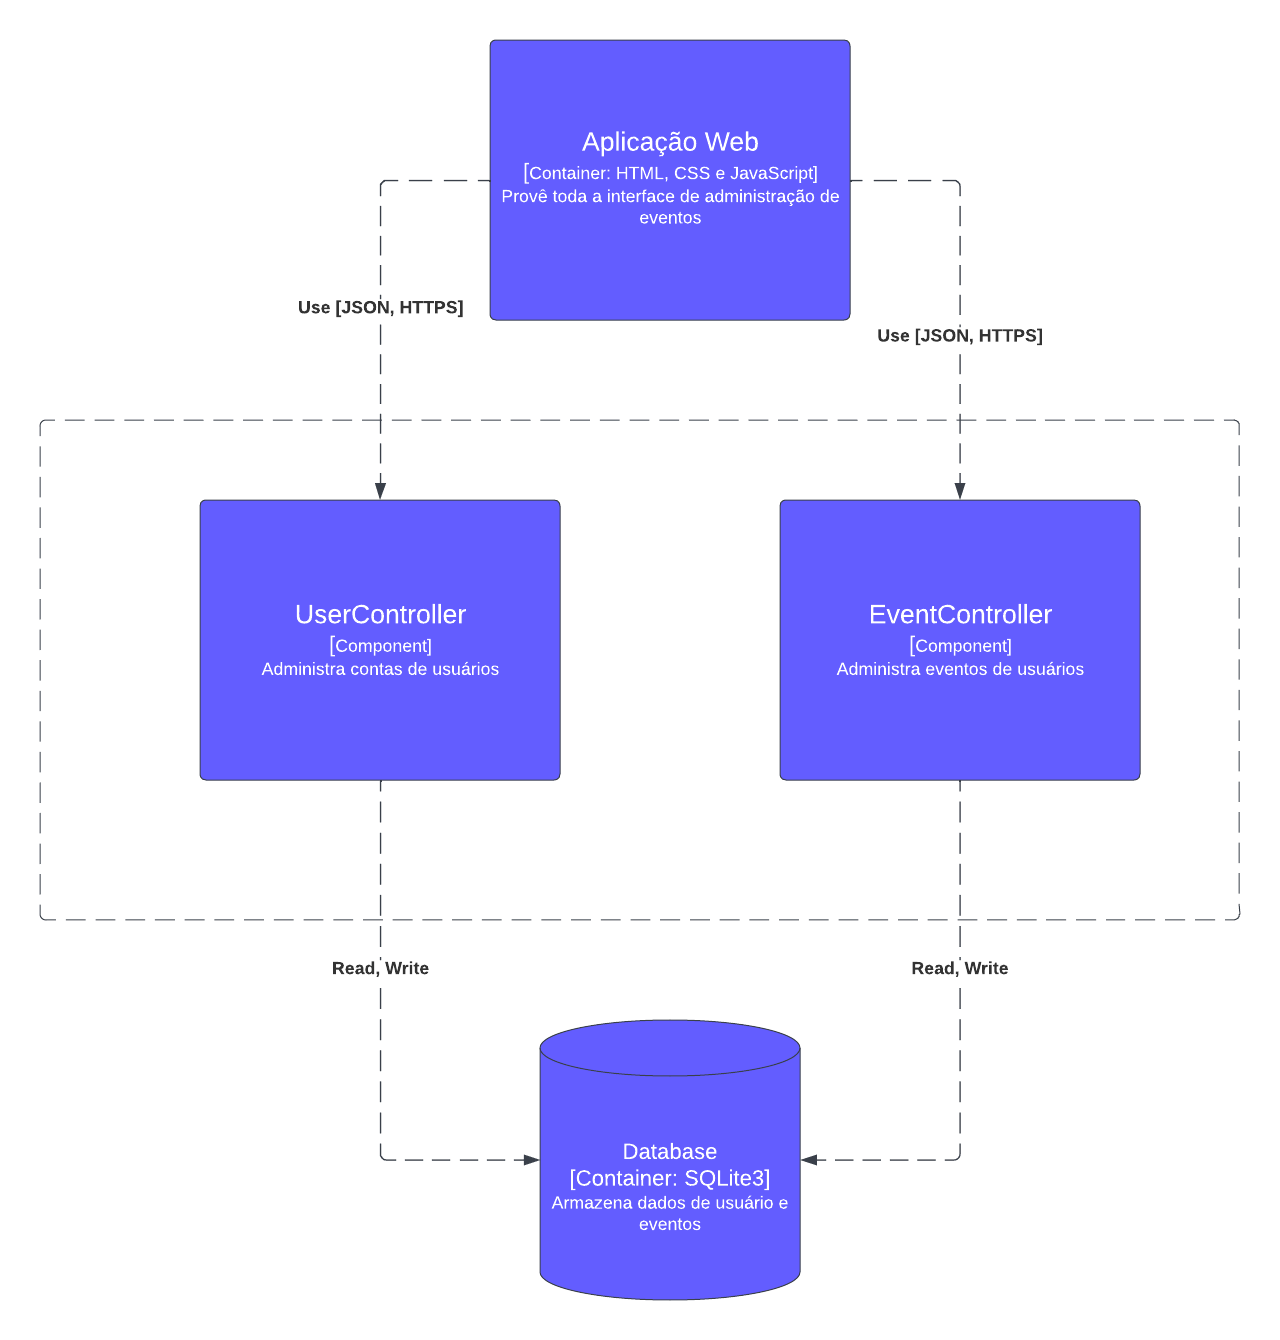 Aplicação Web
[Container: HTML, CSS e JavaScript]
Provê toda a interface de administração de
eventos
Use [JSON, HTTPS]
Use [JSON, HTTPS]
UserController
[Component]
Administra contas de usuários
EventController
[Component]
Administra eventos de usuários
Read, Write
Read, Write
Database
[Container: SQLite3]
Armazena dados de usuário e
eventos